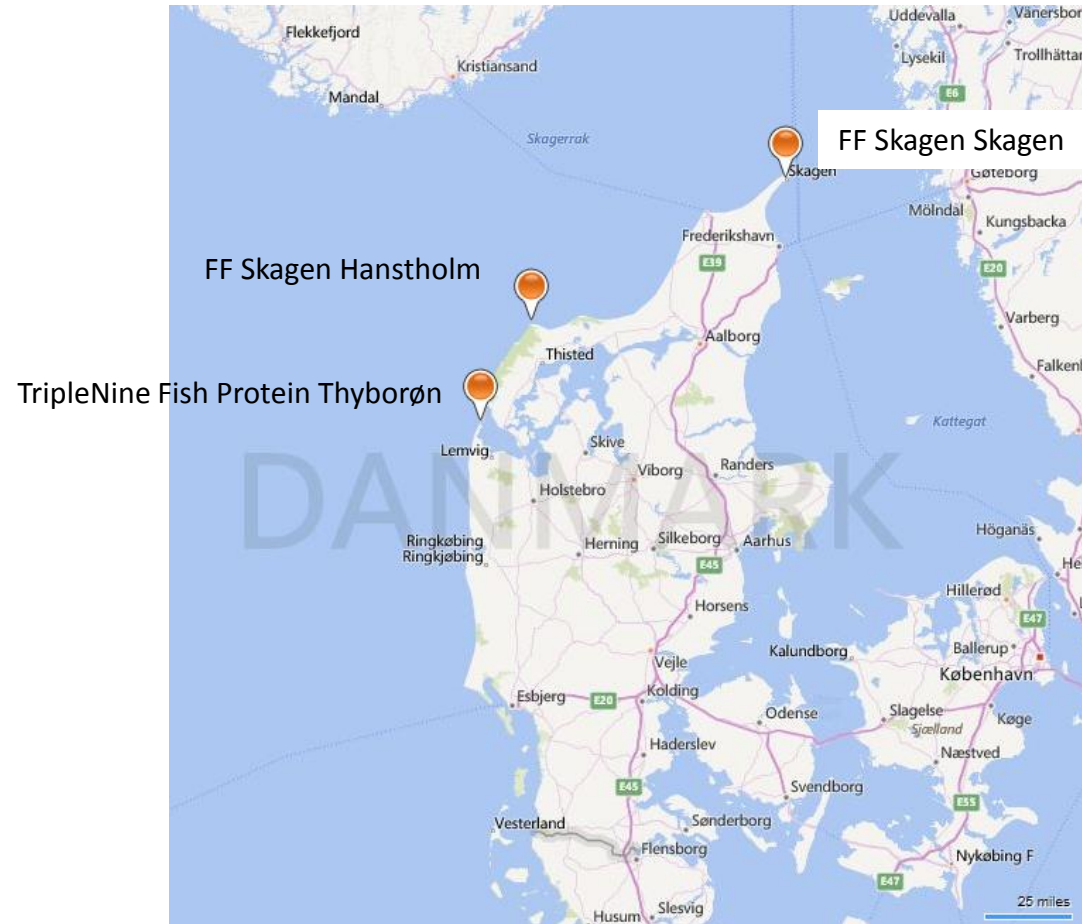 Uddevalla
Vänersbor
Flekkefjord
Trollhättan
Lysekil
Kristiansand
E6
Mandal
Skagerrak
FF Skagen Skagen
Skagen
Gøteborg
Mölndal
Kungsbacka
Frederikshavn
E39
FF Skagen Hanstholm
E20
Varberg
Aalborg
Thisted
Falken
TripleNine Fish Protein Thyborøn
Kattegat
Lemvig
Skive
Viborg
Randers
DANMARK
Holstebro
Höganäs
Ringkøbing
Ringkjøbing
Herning
Silkeborg
Aarhus
E45
He
Hillerød
Horsens
E47
Kalundborg
Ballerup
Vejle
København
Esbjerg
E20
Kolding
Odense
Slagelse
Køge
Sjælland
Haderslev
Næstved
E45
Svendborg
E55
Vesterland
Sønderborg
Flensborg
Nykøbing F
E47
25 miles
Husum
Slesvig